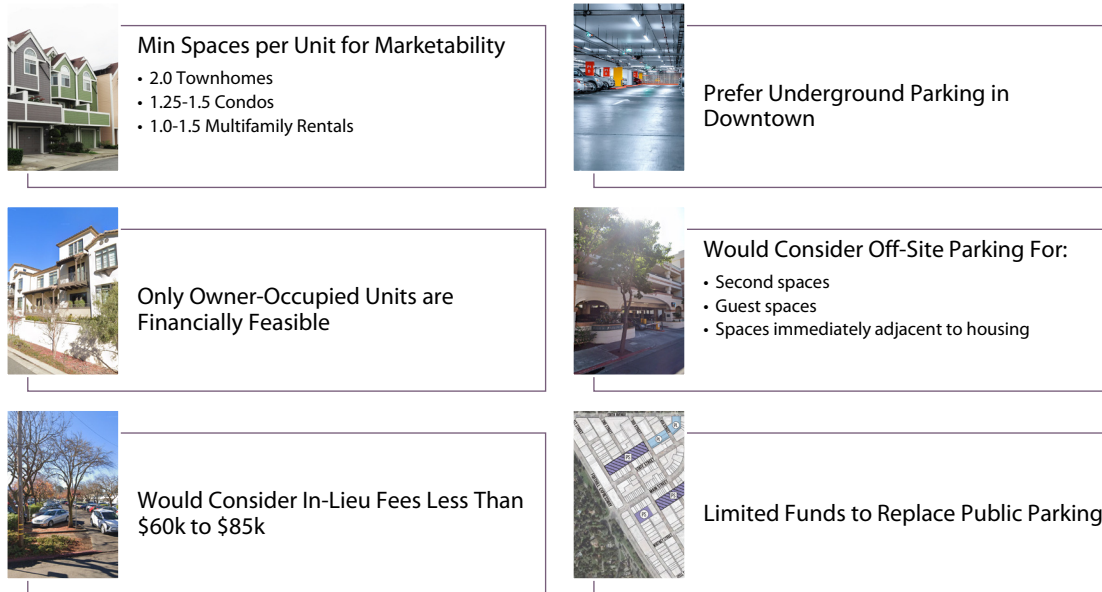 Min Spaces per Unit for Marketability
• 2.0 Townhomes
• 1.25-1.5 Condos
• 1.0-1.5 Multifamily Rentals
Prefer Underground Parking in
Downtown
Only Owner-Occupied Units are
Financially Feasible
Would Consider Off-Site Parking For:
• Second spaces
• Guest spaces
• Spaces immediately adjacent to housing
Would Consider In-Lieu Fees Less Than
$60k to $85k
Limited Funds to Replace Public Parking